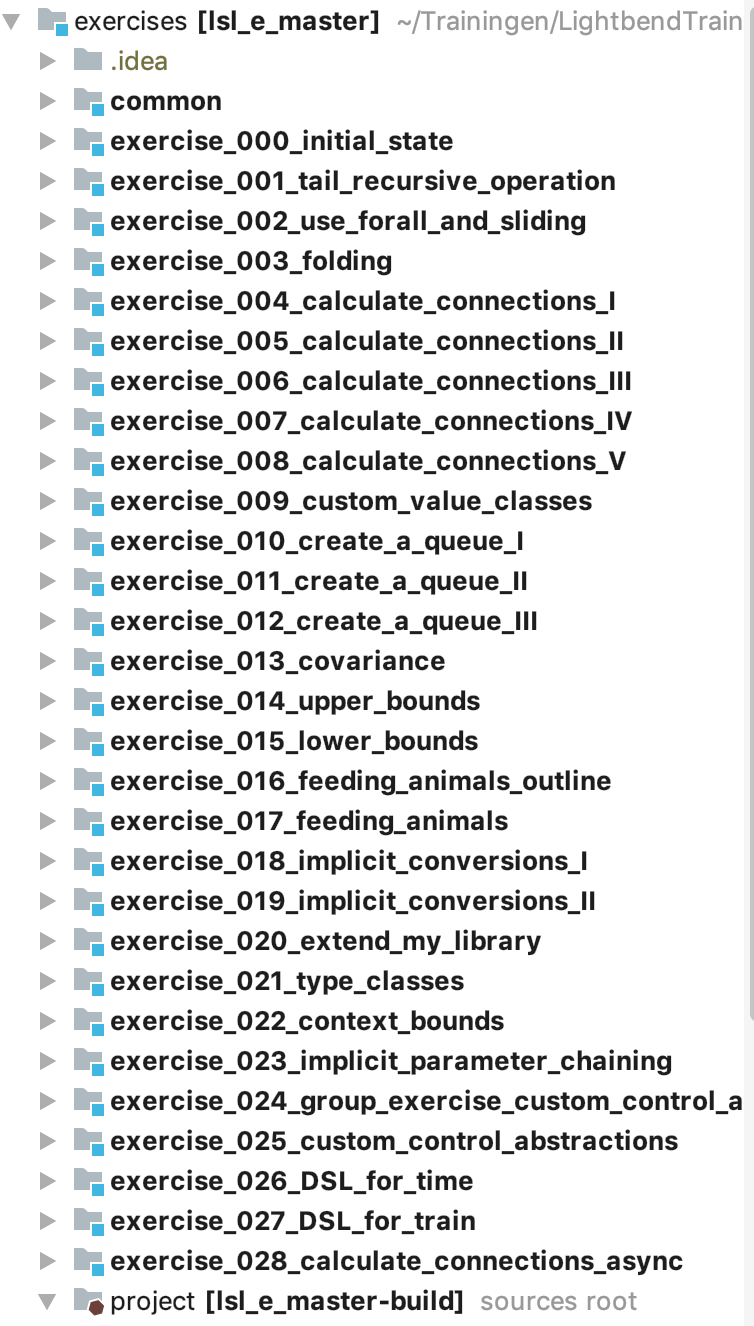 exercises [lsl_e_master] ~/Trainingen/LightbendTrain
.idea
common
exercise_000_initial_state
exercise_001_tail_recursive_operation
exercise_002_use_forall_and_sliding
exercise_003_folding
exercise_004_calculate_connections_I
exercise_005_calculate_connections_II
exercise_006_calculate_connections_III
exercise_007_calculate_connections_IV
exercise_008_calculate_connections_V
exercise_009_custom_value_classes
exercise_010_create_a_queue_I
exercise_011_create_a_queue_II
exercise_012_create_a_queue_III
exercise_013_covariance
exercise_014_upper_bounds
exercise_015_lower_bounds
exercise_016_feeding_animals_outline
exercise_017_feeding_animals
exercise_018_implicit_conversions_I
exercise_019_implicit_conversions_II
exercise_020_extend_my_library
exercise_021_type_classes
exercise_022_context_bounds
exercise_023_implicit_parameter_chaining
exercise_024_group_exercise_custom_control_a
exercise_025_custom_control_abstractions
exercise_026_DSL_for_time
exercise_027_DSL_for_train
exercise_028_calculate_connections_async
project [lsl_e_master-build] sources root